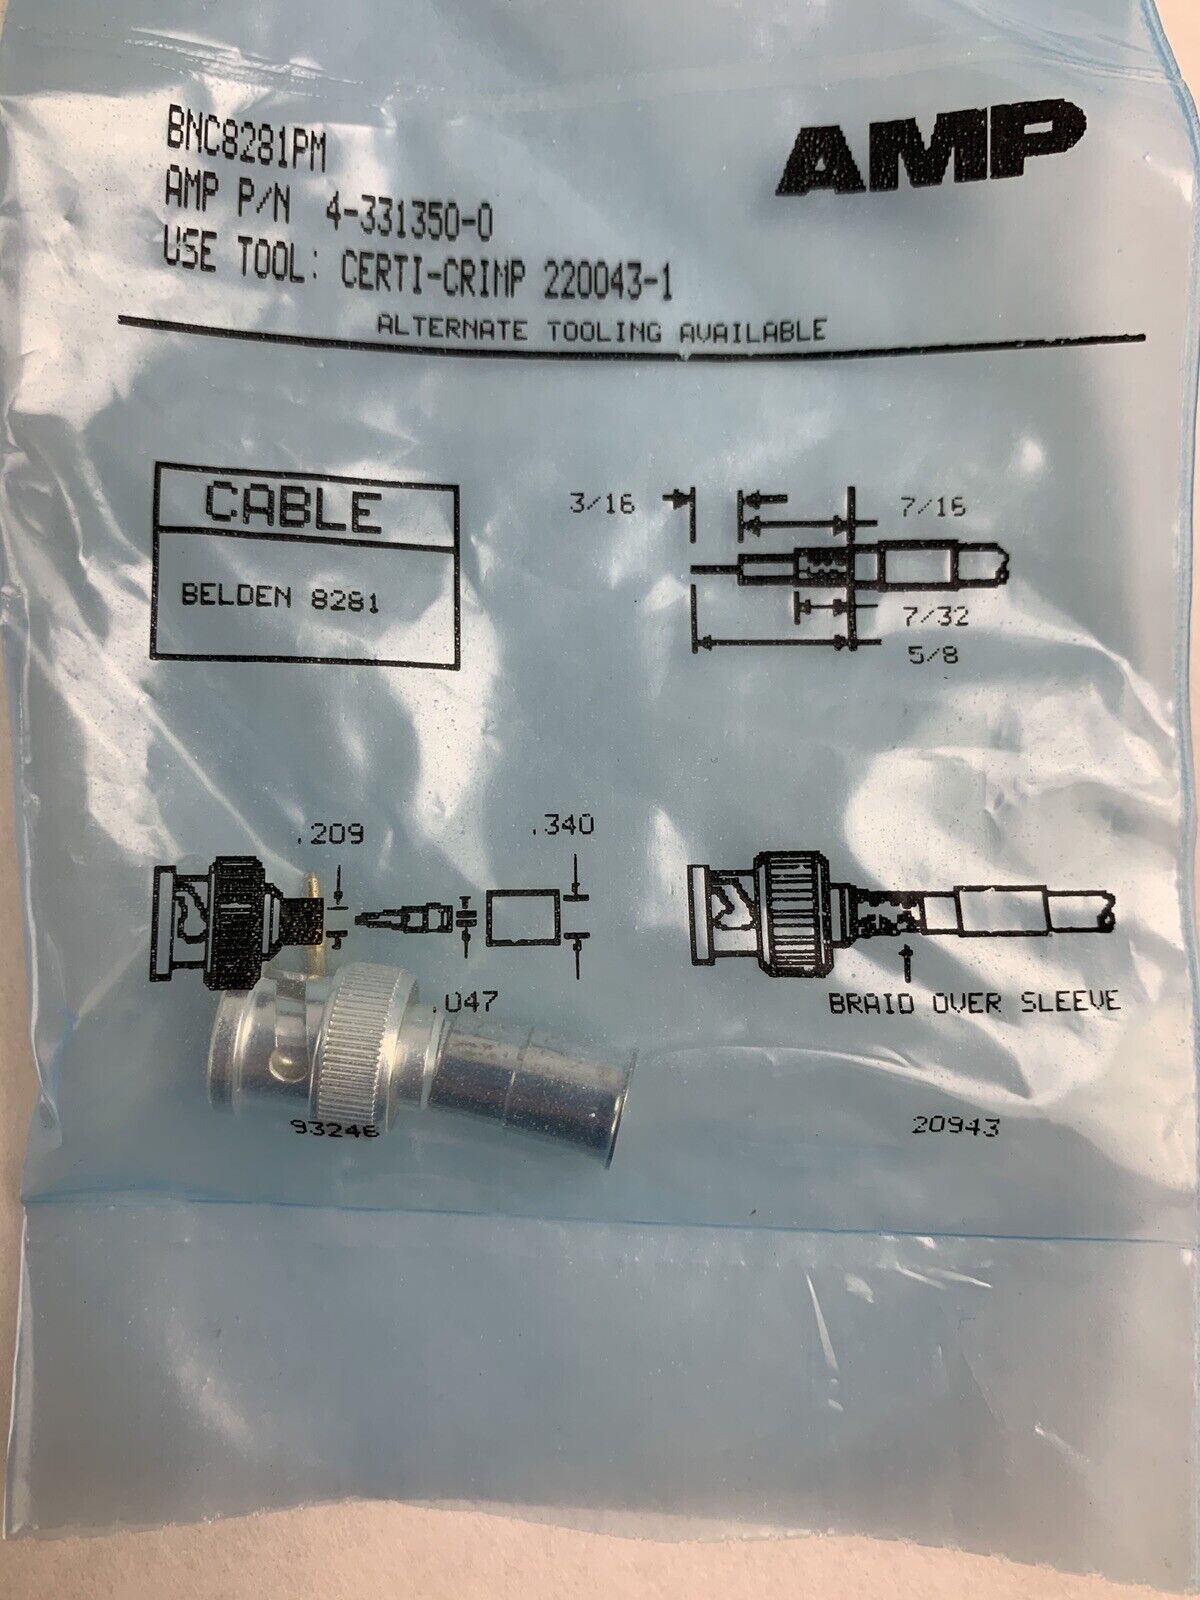 BNC8281PM
AMP
AMP P/N 4-331350-0
USE TOOL: CERTI-CRIMP 220043-1
ALTERNATE TOOLING AVAILABLE
CABLE
BELDEN 8281
3/16
7/16
7/32
5/8
.209
.340
.047
BRAID OVER SLEEVE
93246
20943